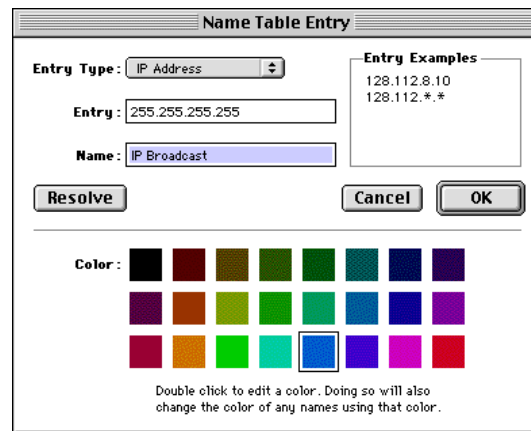 Name Table Entry
Entry Type: IP Address
Entry: 255.255.255.255
Name: IP Broadcast
Entry Examples
128.112.8.10
128.112.*.*
Resolve
Cancel
OK
Color:
Double click to edit a color. Doing so will also
change the color of any names using that color.